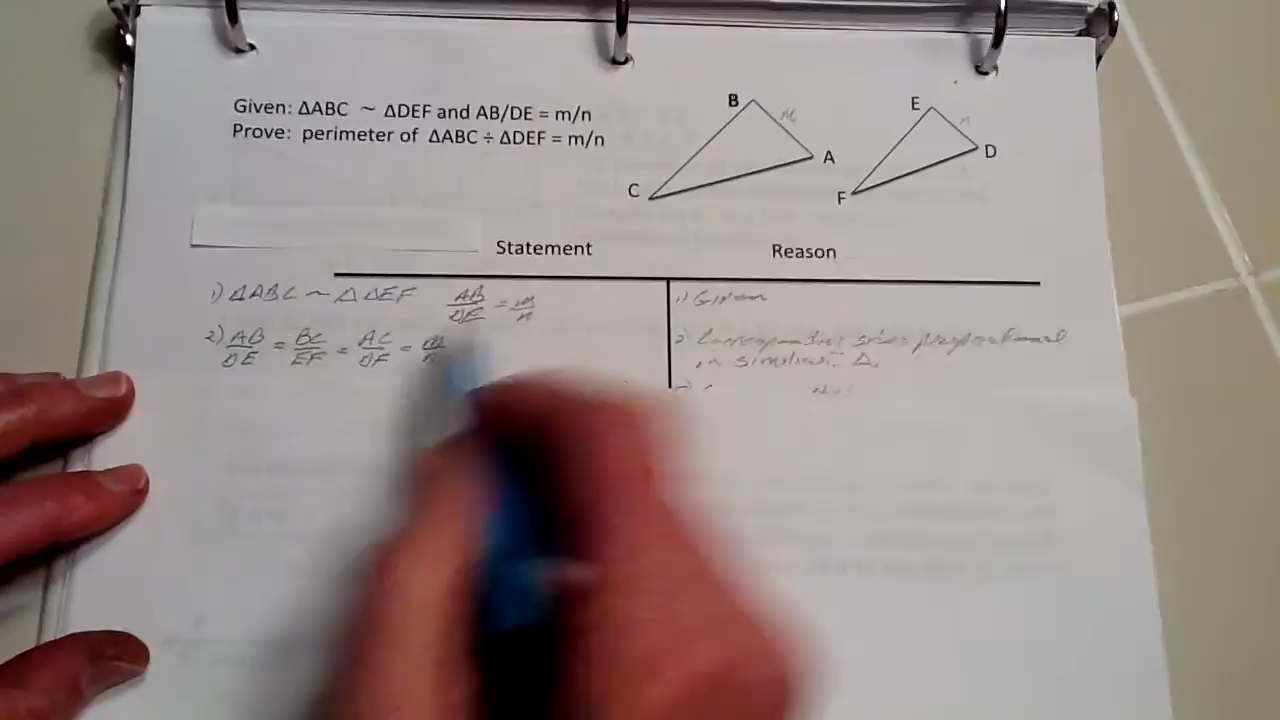 Given: ΔABC ~ ΔDEF and AB/DE = m/n
Prove: perimeter of ΔABC ÷ ΔDEF = m/n
B
M
A
C
E
n
D
F
Statement
Reason
1) ΔABC ~ ΔDEF AB/DE = m/n
1) Given
2) AB/DE = BC/EF = AC/DF = m/n
2) Corresponding sides proportional
in similar Δ.